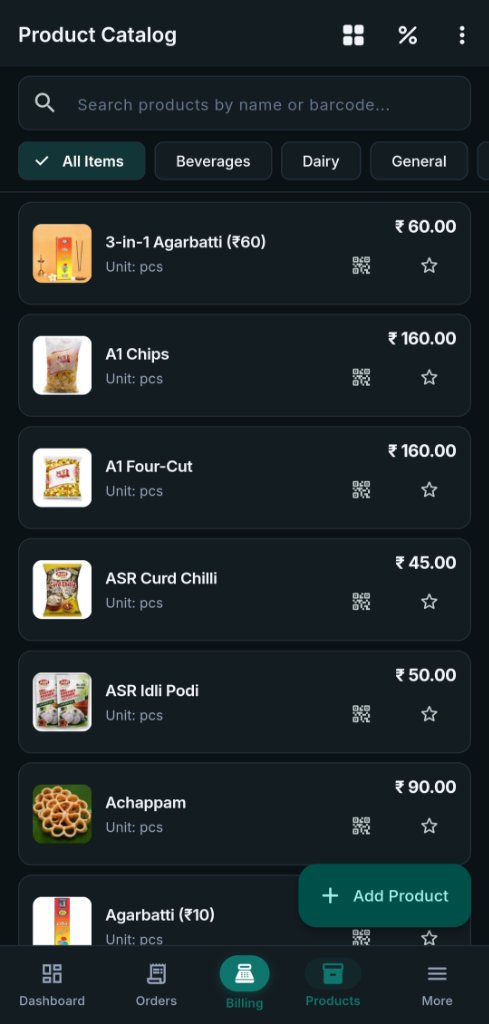 Product Catalog
Search products by name or barcode...
All Items
Beverages
Dairy
General
₹ 60.00
3-in-1 Agarbatti (₹60)
Unit: pcs
₹ 160.00
A1 Chips
Unit: pcs
₹ 160.00
A1 Four-Cut
Unit: pcs
₹ 45.00
ASR Curd Chilli
Unit: pcs
₹ 50.00
ASR Idli Podi
Unit: pcs
₹ 90.00
Achappam
Unit: pcs
Agarbatti (₹10)
Unit: pcs
Add Product
Dashboard
Orders
Billing
Products
More